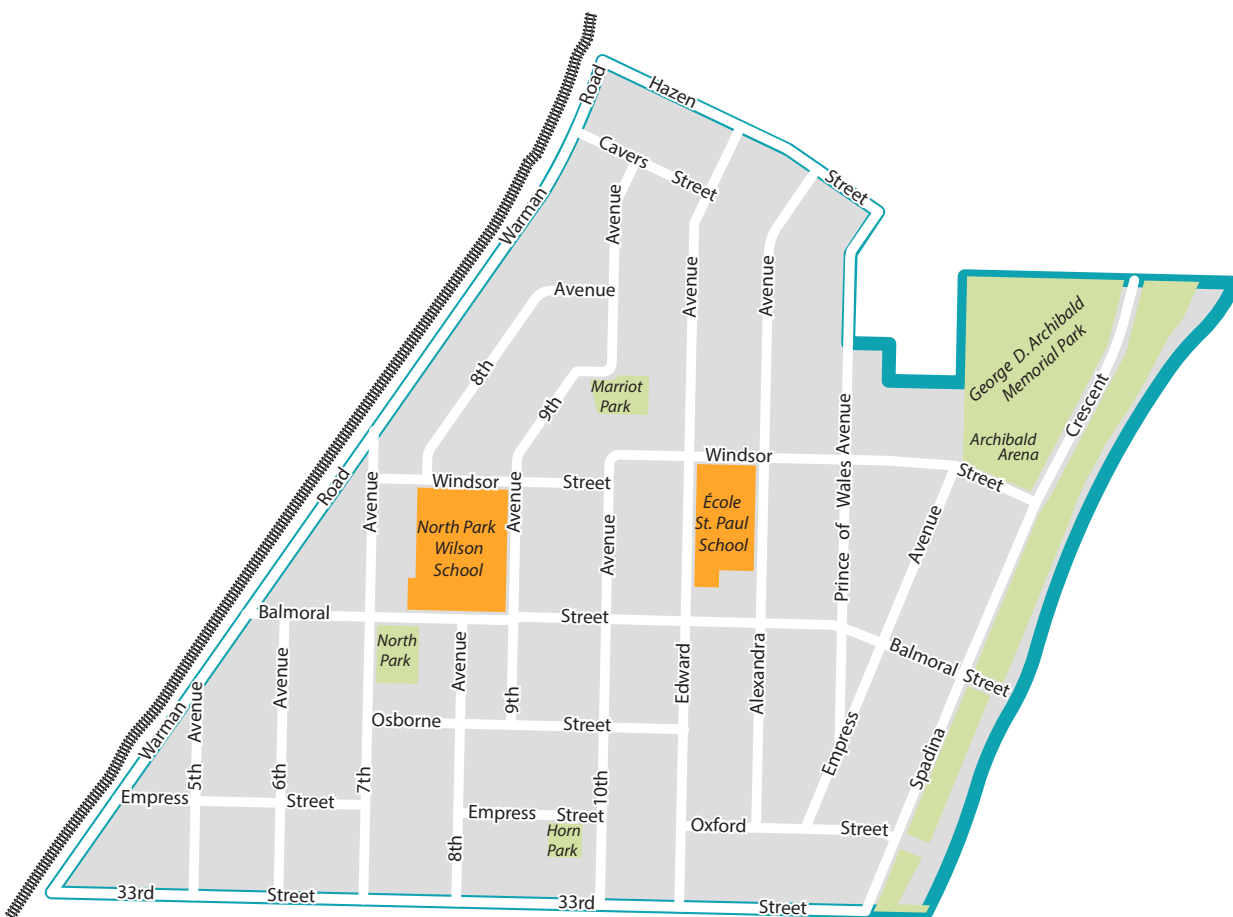 Hazen
Road
Cavers
Street
Street
Warman
Avenue
Avenue
Avenue
Avenue
George D. Archibald
Memorial Park
8th
Marriot
Park
9th
Crescent
Prince of Wales Avenue
Archibald
Arena
Windsor
Street
Road
Windsor
Street
Avenue
Avenue
Avenue
Avenue
North Park
Wilson
School
École
St. Paul
School
Balmoral
Street
Balmoral Street
North
Park
Avenue
Avenue
Avenue
Edward
Alexandra
9th
Osborne
Street
Warman
Empress
Spadina
5th
6th
7th
10th
Empress
Street
Empress
Street
Oxford
Street
Horn
Park
8th
33rd
Street
33rd
Street